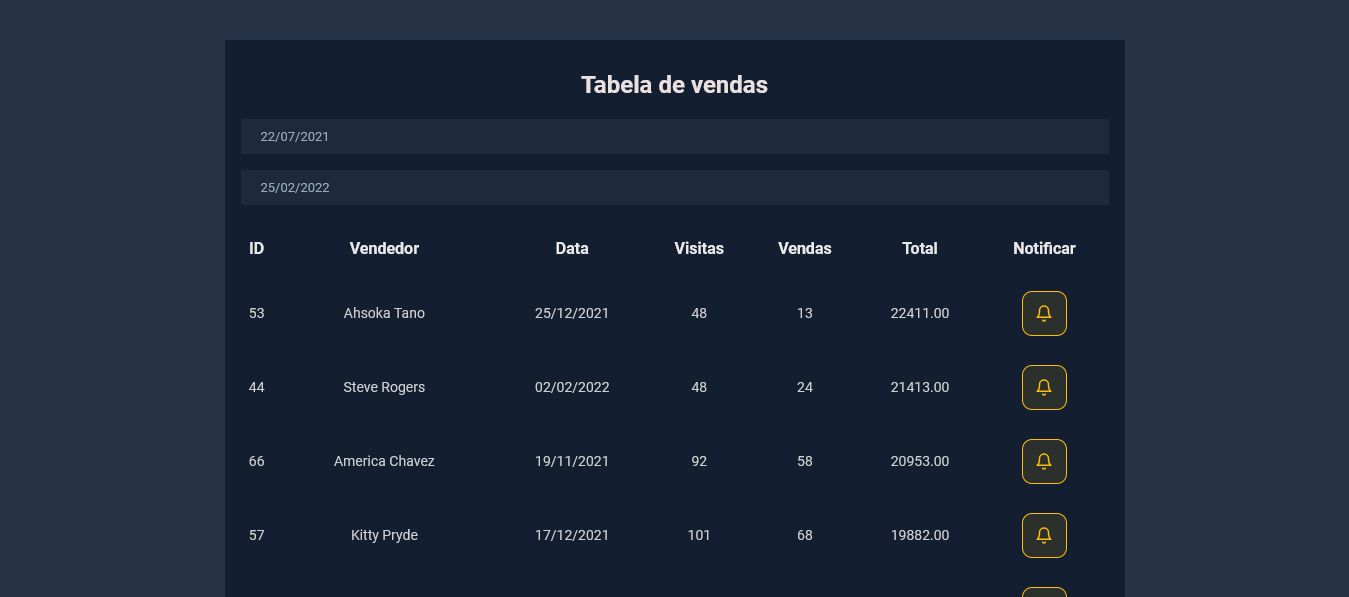 Tabela de vendas
22/07/2021
25/02/2022
ID Vendedor Data Visitas Vendas Total Notificar
53 Ahsoka Tano 25/12/2021 48 13 22411.00
44 Steve Rogers 02/02/2022 48 24 21413.00
66 America Chavez 19/11/2021 92 58 20953.00
57 Kitty Pryde 17/12/2021 101 68 19882.00